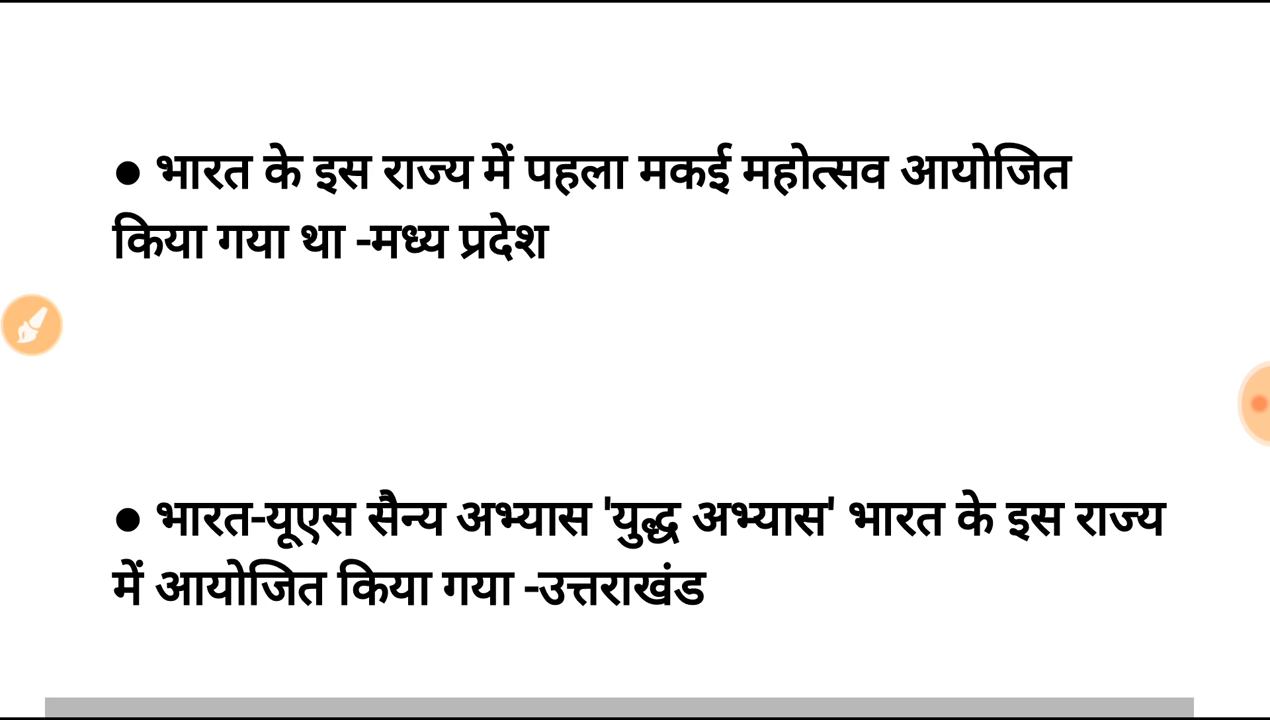 ● भारत के इस राज्य में पहला मकई महोत्सव आयोजित
किया गया था -मध्य प्रदेश
● भारत-यूएस सैन्य अभ्यास 'युद्ध अभ्यास' भारत के इस राज्य
में आयोजित किया गया -उत्तराखंड